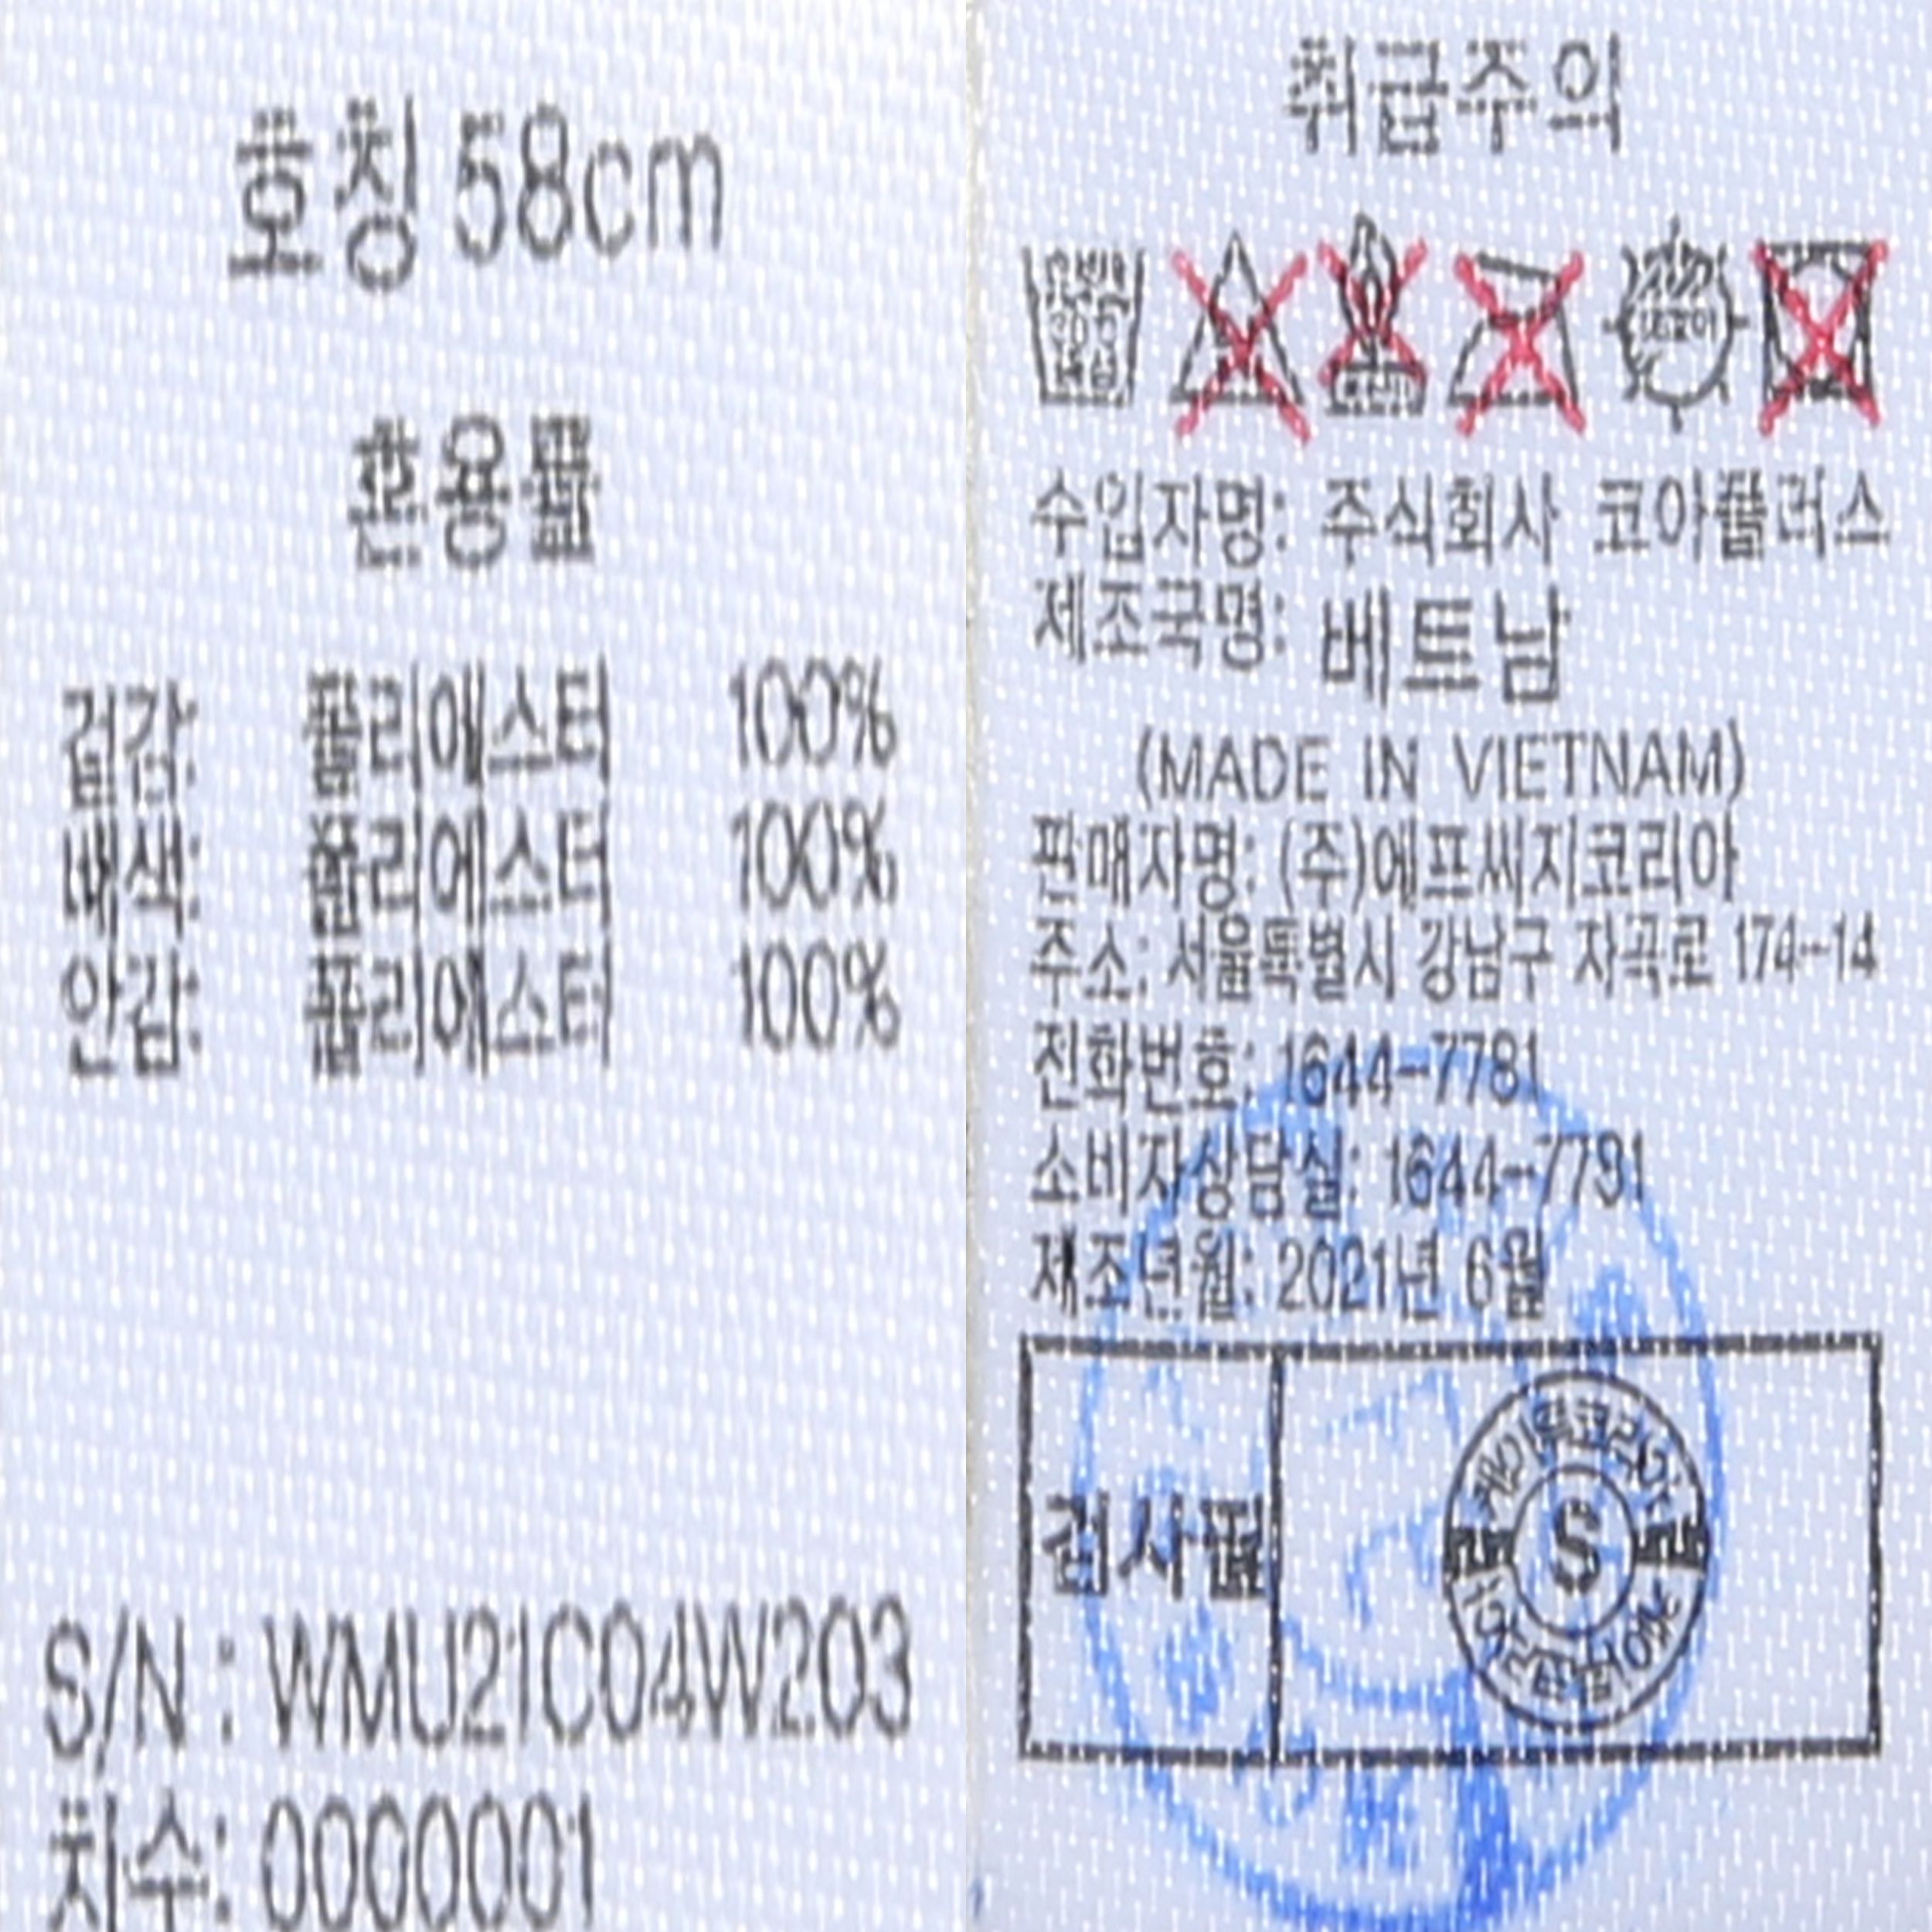 호칭 58cm
혼용률
겉감: 폴리에스터 100%
배색: 폴리에스터 100%
안감: 폴리에스터 100%
S/N : WMU21C04W203
차수: 0000001
취급주의
수입자명: 주식회사 코아플러스
제조국명: 베트남
(MADE IN VIETNAM)
판매자명: (주)에프씨지코리아
주소: 서울특별시 강남구 자곡로 174-14
전화번호: 1644-7781
소비자상담실: 1644-7791
제조년월: 2021년 6월
검사필
S